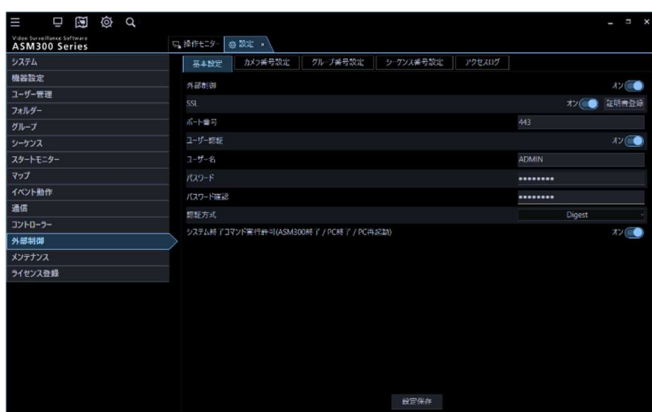 Video Surveillance Software
ASM300 Series
操作モニター
設定
システム
機器設定
ユーザー管理
フォルダー
グループ
シーケンス
スタートモニター
マップ
イベント動作
通信
コントローラー
外部制御
メンテナンス
ライセンス登録
基本設定
カメラ番号設定
グループ番号設定
シーケンス番号設定
アクセスログ
外部制御
オン
SSL
オン
証明書登録
ポート番号
443
ユーザー認証
オン
ユーザー名
ADMIN
パスワード
••••••••
パスワード確認
••••••••
認証方式
Digest
システム終了コマンド実行許可(ASM300終了 / PC終了 / PC再起動)
オン
設定保存